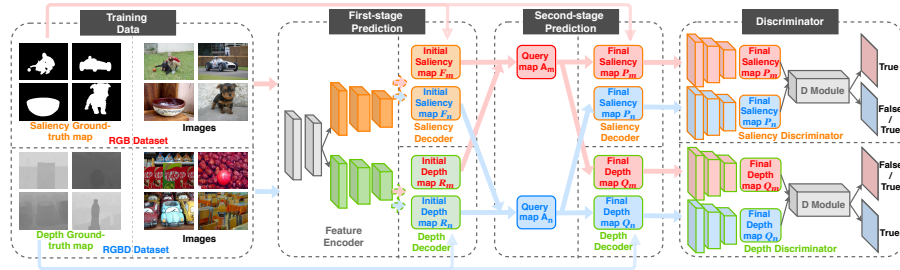 Training
Data
Saliency Ground-
truth map
Images
RGB Dataset
Depth Ground-
truth map
Images
RGBD Dataset
First-stage
Prediction
Feature
Encoder
Initial
Saliency
map Fm
Initial
Saliency
map Fn
Saliency
Decoder
Initial
Depth
map Rm
Initial
Depth
map Rn
Depth
Decoder
Second-stage
Prediction
Query
map Am
Query
map An
Final
Saliency
map Pm
Final
Saliency
map Pn
Saliency
Decoder
Final
Depth
map Qm
Final
Depth
map Qn
Depth
Decoder
Discriminator
Final
Saliency
map Pm
Final
Saliency
map Pn
D Module
True
False
/
True
Saliency Discriminator
Final
Depth
map Qm
Final
Depth
map Qn
D Module
False
/
True
True
Depth Discriminator